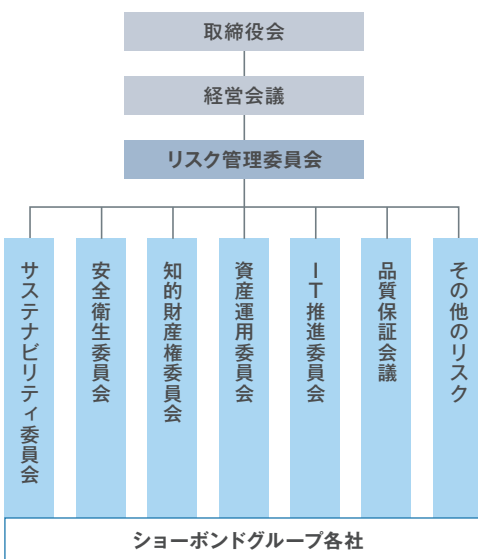 取締役会
経営会議
リスク管理委員会
サステナビリティ委員会
安全衛生委員会
知的財産権委員会
資産運用委員会
IT推進委員会
品質保証会議
その他のリスク
ショーボンドグループ各社